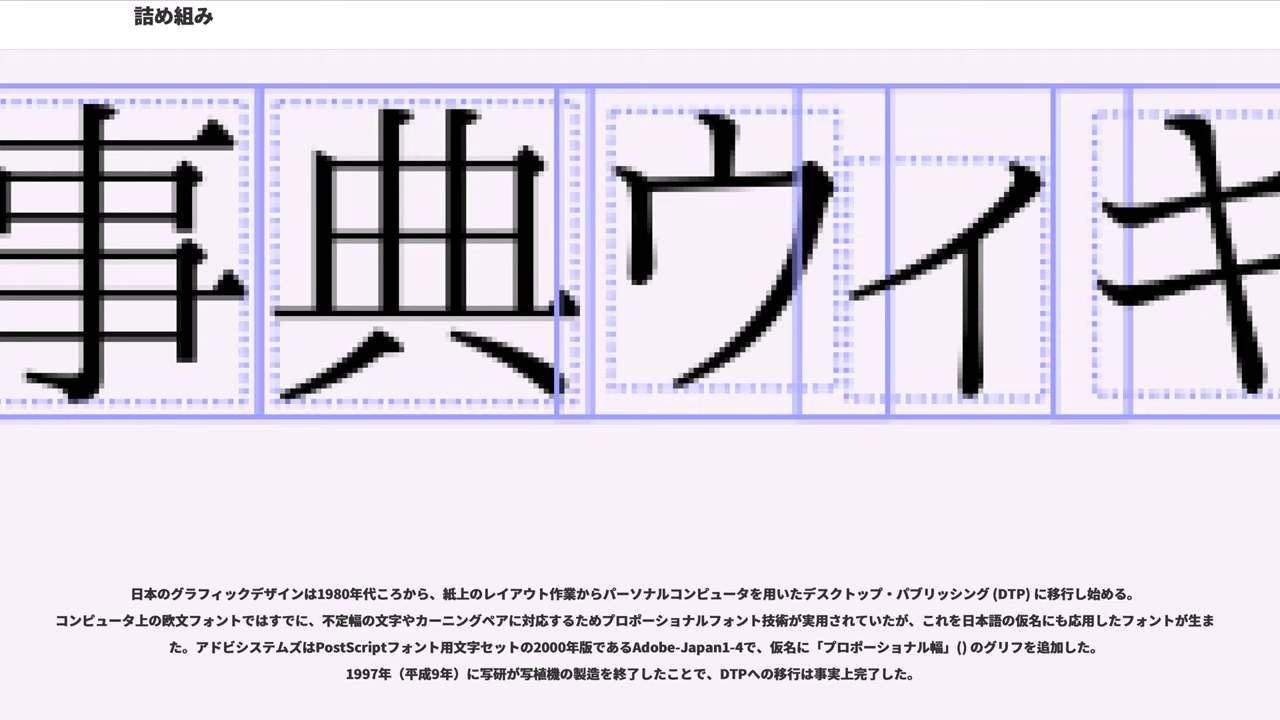 詰め組み
事典ウィキ
日本のグラフィックデザインは1980年代ころから、紙上のレイアウト作業からパーソナルコンピュータを用いたデスクトップ・パブリッシング (DTP) に移行し始める。
コンピュータ上の欧文フォントではすでに、不定幅の文字やカーニングペアに対応するためプロポーショナルフォント技術が実用されていたが、これを日本語の仮名にも応用したフォントが生ま
た。アドビシステムズはPostScriptフォント用文字セットの2000年版であるAdobe-Japan1-4で、仮名に「プロポーショナル幅」() のグリフを追加した。
1997年（平成9年）に写研が写植機の製造を終了したことで、DTPへの移行は事実上完了した。